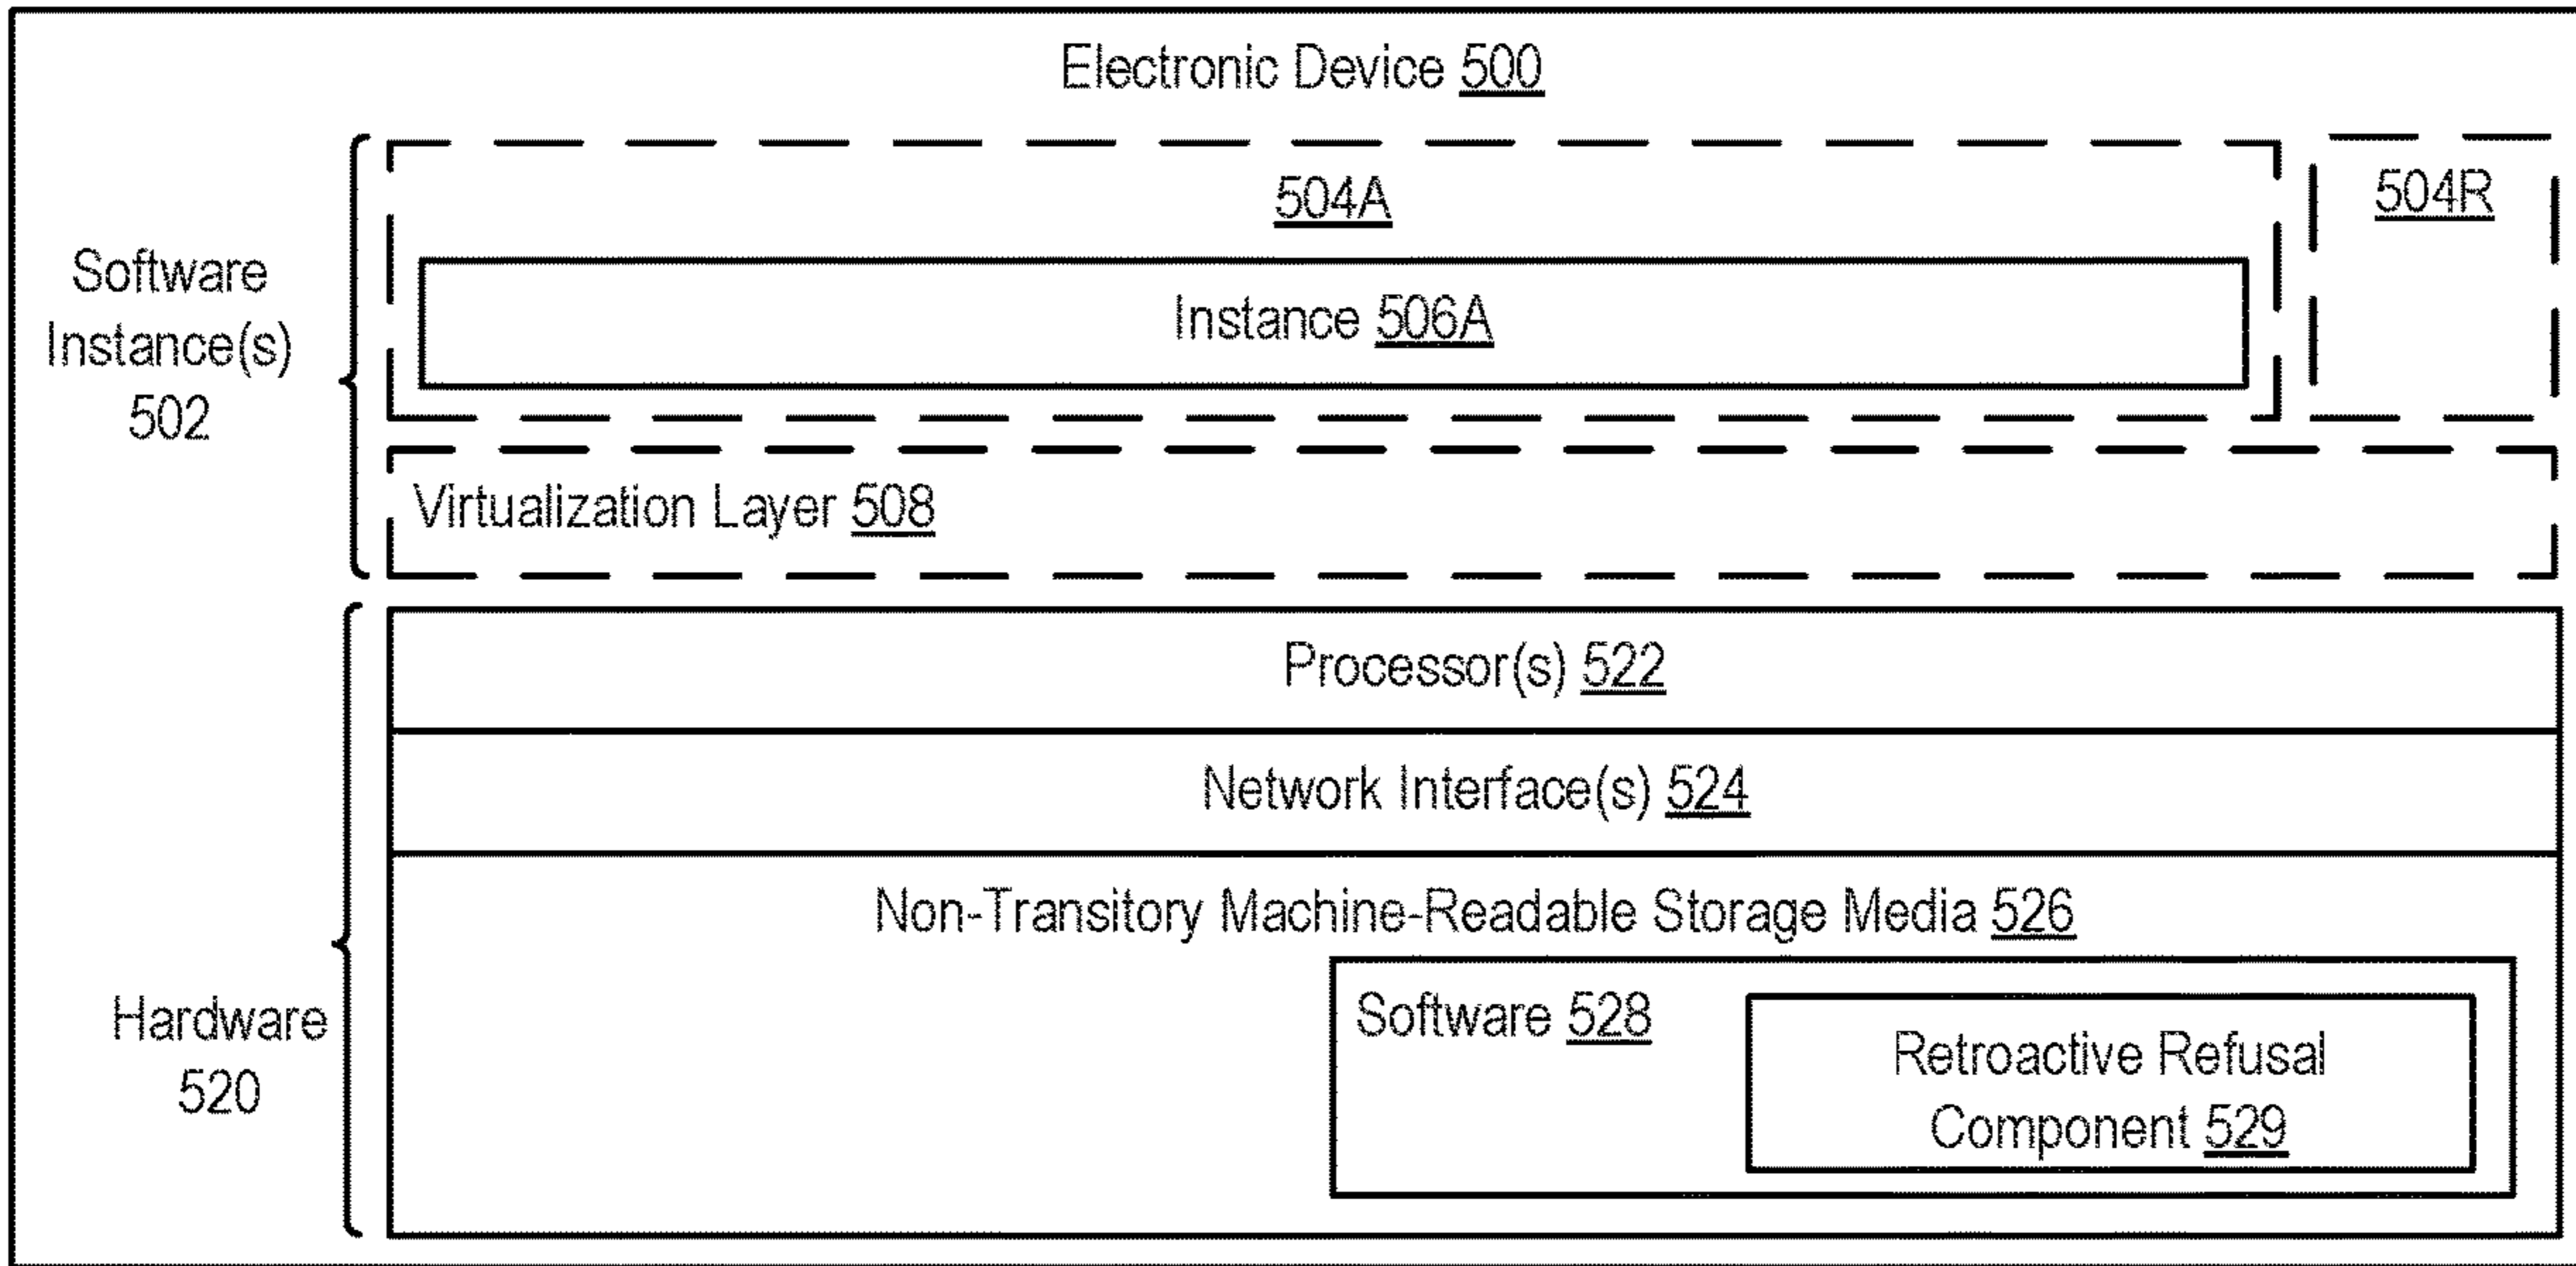 Electronic Device 500
504A
504R
Software
Instance(s)
502
Instance 506A
Virtualization Layer 508
Processor(s) 522
Network Interface(s) 524
Non-Transitory Machine-Readable Storage Media 526
Hardware
520
Software 528
Retroactive Refusal
Component 529